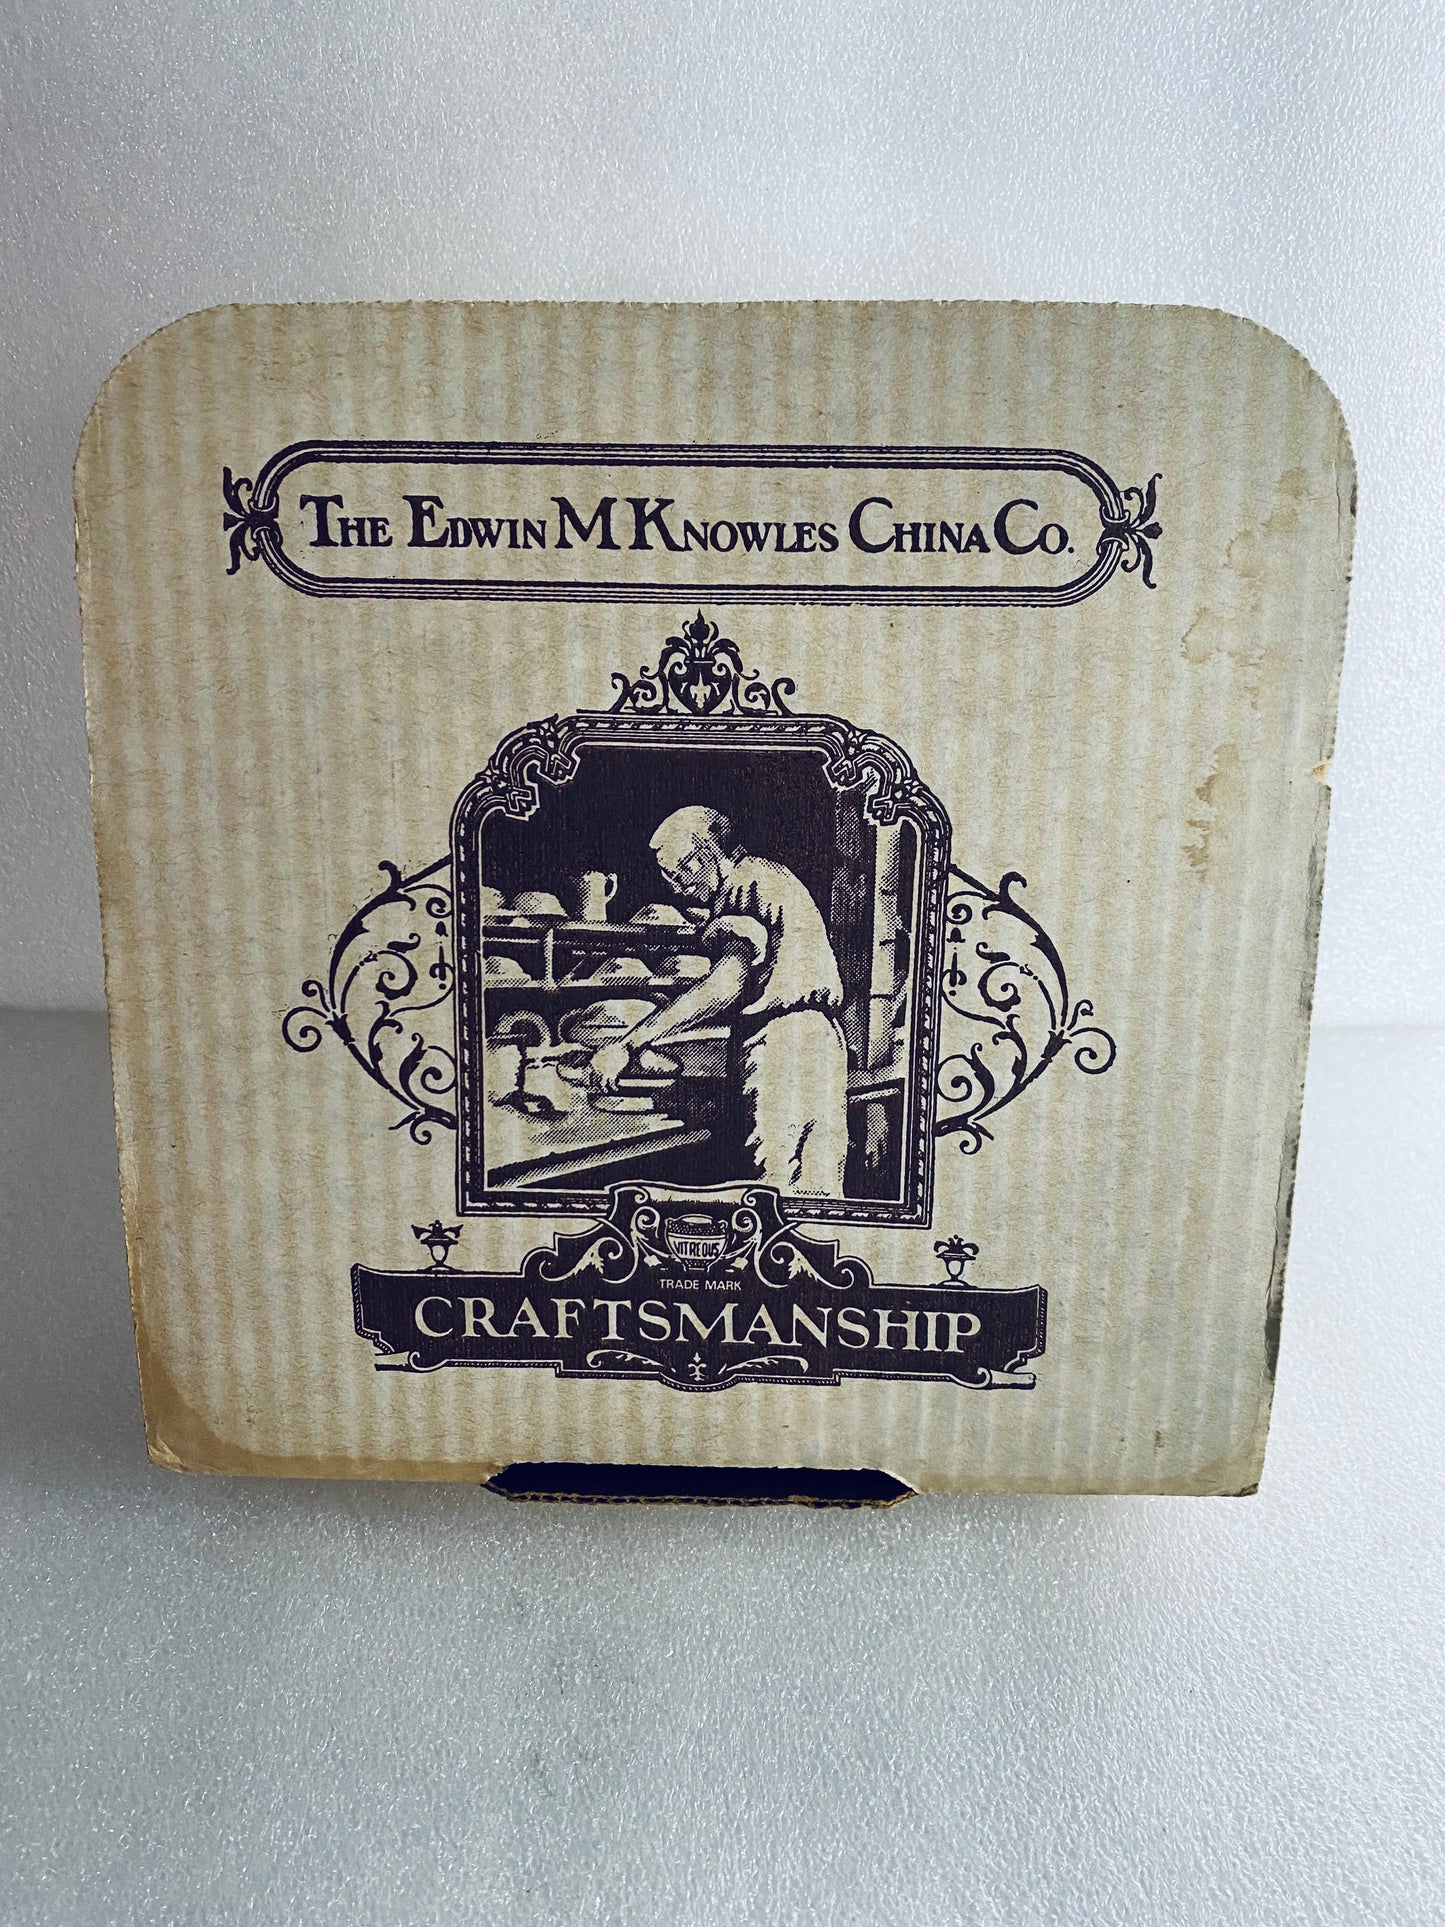 THE EDWIN M KNOWLES CHINA CO.
VITREOUS
TRADE MARK
CRAFTSMANSHIP